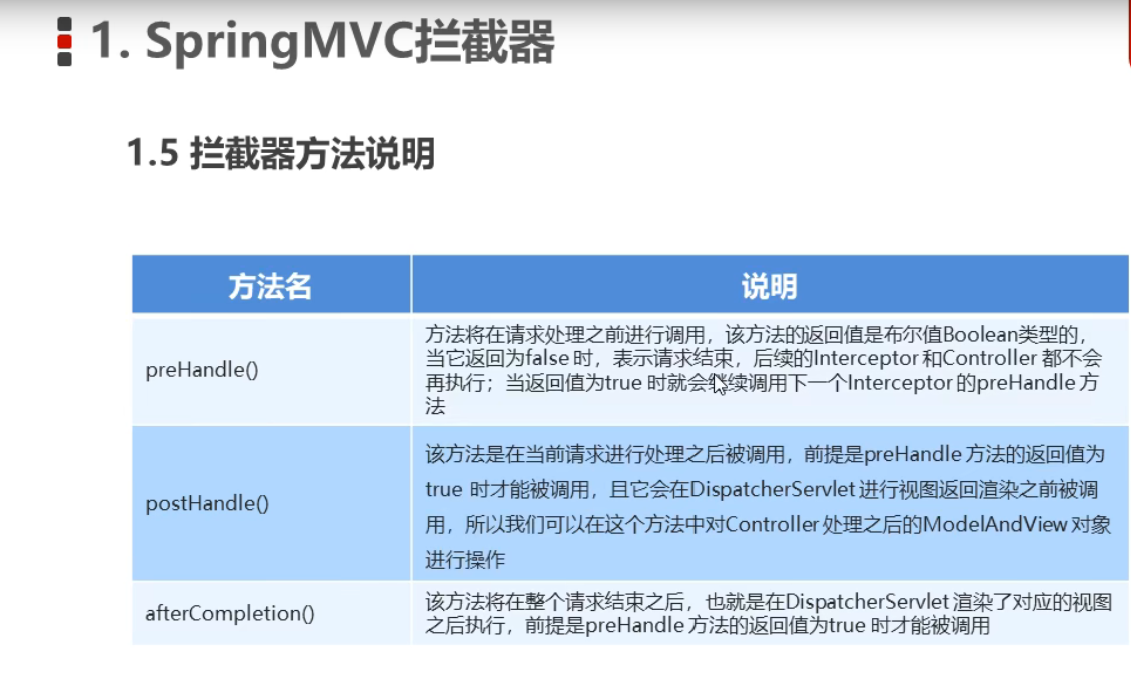 1. SpringMVC拦截器
1.5 拦截器方法说明
方法名
说明
preHandle()
方法将在请求处理之前进行调用，该方法的返回值是布尔值Boolean类型的，
当它返回为false 时，表示请求结束，后续的Interceptor 和Controller 都不会
再执行；当返回值为true 时就会继续调用下一个Interceptor 的preHandle 方
法
postHandle()
该方法是在当前请求进行处理之后被调用，前提是preHandle 方法的返回值为
true 时才能被调用，且它会在DispatcherServlet 进行视图返回渲染之前被调
用，所以我们可以在这个方法中对Controller 处理之后的ModelAndView 对象
进行操作
afterCompletion()
该方法将在整个请求结束之后，也就是在DispatcherServlet 渲染了对应的视图
之后执行，前提是preHandle 方法的返回值为true 时才能被调用